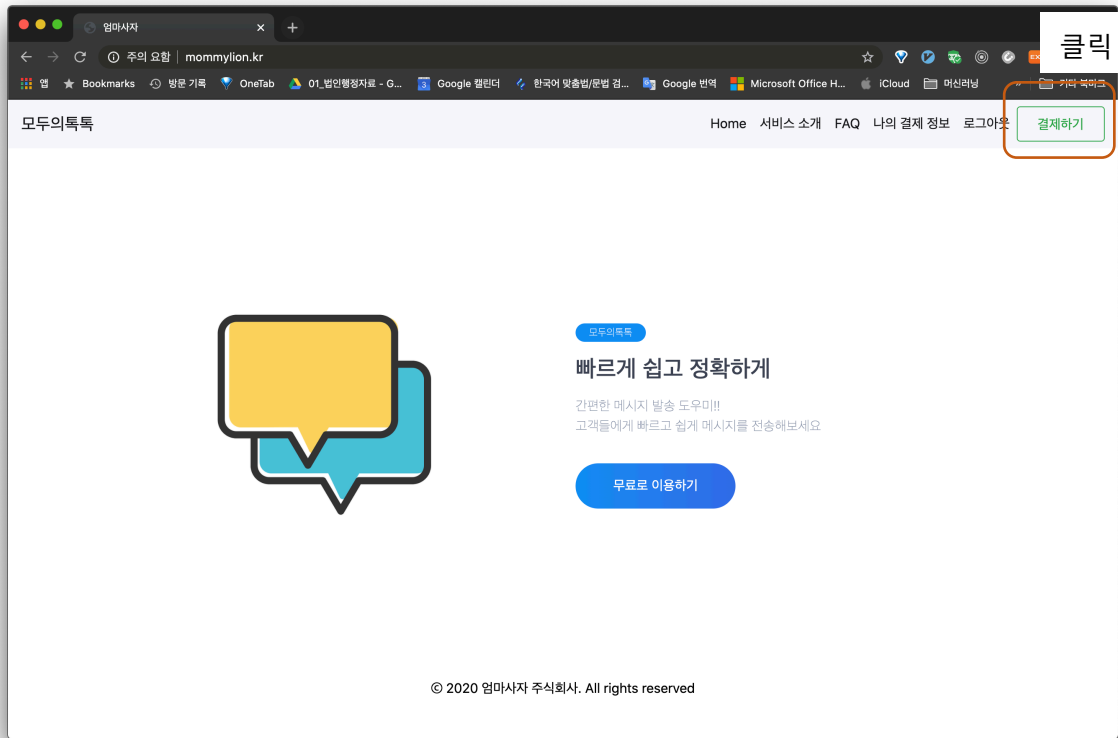 엄마사자
클릭
주의 요함 mommylion.kr
앱 Bookmarks 방문 기록 OneTab 01_법인행정자료 - G... Google 캘린더 한국어 맞춤법/문법 검... Google 번역 Microsoft Office H... iCloud 머신러닝 » 기타 북마크
모두의톡톡 Home 서비스 소개 FAQ 나의 결제 정보 로그아웃 결제하기
모두의톡톡
빠르게 쉽고 정확하게
간편한 메시지 발송 도우미!!
고객들에게 빠르고 쉽게 메시지를 전송해보세요
무료로 이용하기
© 2020 엄마사자 주식회사. All rights reserved